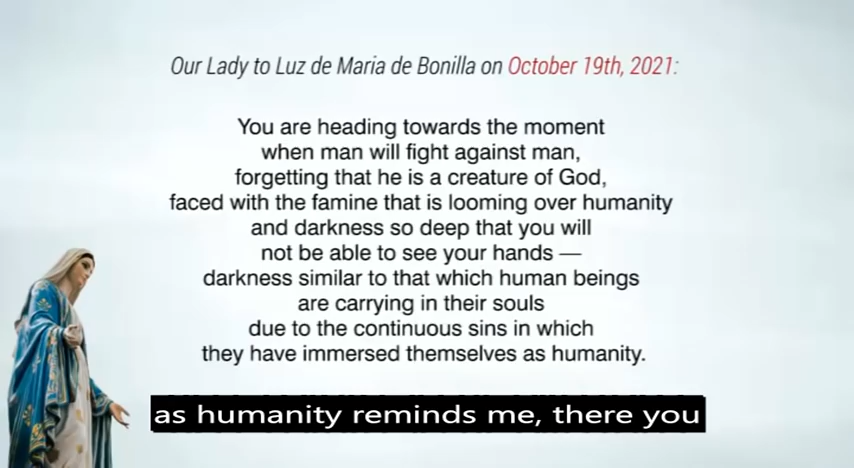 Our Lady to Luz de Maria de Bonilla on October 19th, 2021:
You are heading towards the moment
when man will fight against man,
forgetting that he is a creature of God,
faced with the famine that is looming over humanity
and darkness so deep that you will
not be able to see your hands —
darkness similar to that which human beings
are carrying in their souls
due to the continuous sins in which
they have immersed themselves as humanity.
as humanity reminds me, there you